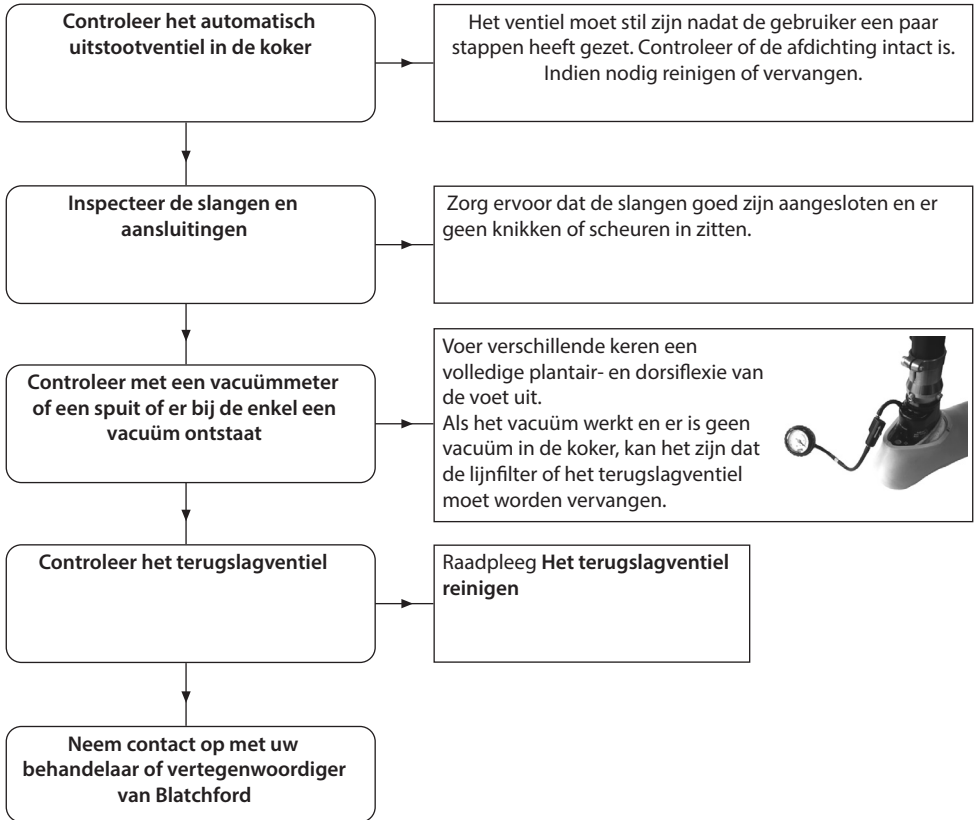 Controleer het automatisch
uitstootventiel in de koker
Het ventiel moet stil zijn nadat de gebruiker een paar
stappen heeft gezet. Controleer of de afdichting intact is.
Indien nodig reinigen of vervangen.
Inspecteer de slangen en
aansluitingen
Zorg ervoor dat de slangen goed zijn aangesloten en er
geen knikken of scheuren in zitten.
Controleer met een vacuümmeter
of een spuit of er bij de enkel een
vacuüm ontstaat
Voer verschillende keren een
volledige plantair- en dorsiflexie van
de voet uit.
Als het vacuüm werkt en er is geen
vacuüm in de koker, kan het zijn dat
de lijnfilter of het terugslagventiel
moet worden vervangen.
Controleer het terugslagventiel
Raadpleeg Het terugslagventiel
reinigen
Neem contact op met uw
behandelaar of vertegenwoordiger
van Blatchford